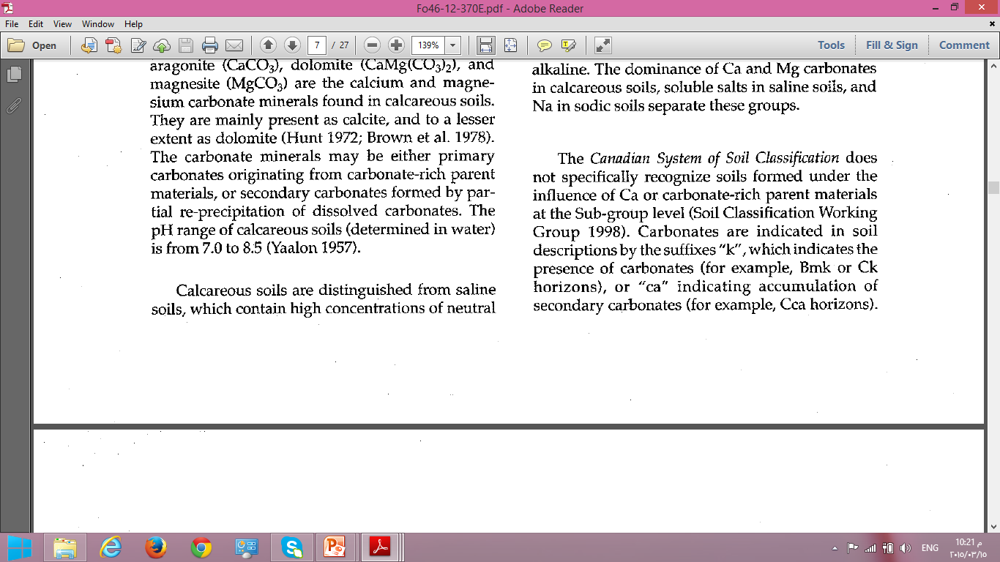 Fo46-12-370E.pdf - Adobe Reader
File Edit View Window Help
Open 7 / 27 139% Tools Fill & Sign Comment
aragonite (CaCO₃), dolomite (CaMg(CO₃)₂), and
magnesite (MgCO₃) are the calcium and magne-
sium carbonate minerals found in calcareous soils.
They are mainly present as calcite, and to a lesser
extent as dolomite (Hunt 1972; Brown et al. 1978).
The carbonate minerals may be either primary
carbonates originating from carbonate-rich parent
materials, or secondary carbonates formed by par-
tial re-precipitation of dissolved carbonates. The
pH range of calcareous soils (determined in water)
is from 7.0 to 8.5 (Yaalon 1957).
Calcareous soils are distinguished from saline
soils, which contain high concentrations of neutral
alkaline. The dominance of Ca and Mg carbonates
in calcareous soils, soluble salts in saline soils, and
Na in sodic soils separate these groups.
The Canadian System of Soil Classification does
not specifically recognize soils formed under the
influence of Ca or carbonate-rich parent materials
at the Sub-group level (Soil Classification Working
Group 1998). Carbonates are indicated in soil
descriptions by the suffixes “k”, which indicates the
presence of carbonates (for example, Bmk or Ck
horizons), or “ca” indicating accumulation of
secondary carbonates (for example, Cca horizons).
ENG
10:21 م
٢٠١٥/٠٣/١٥